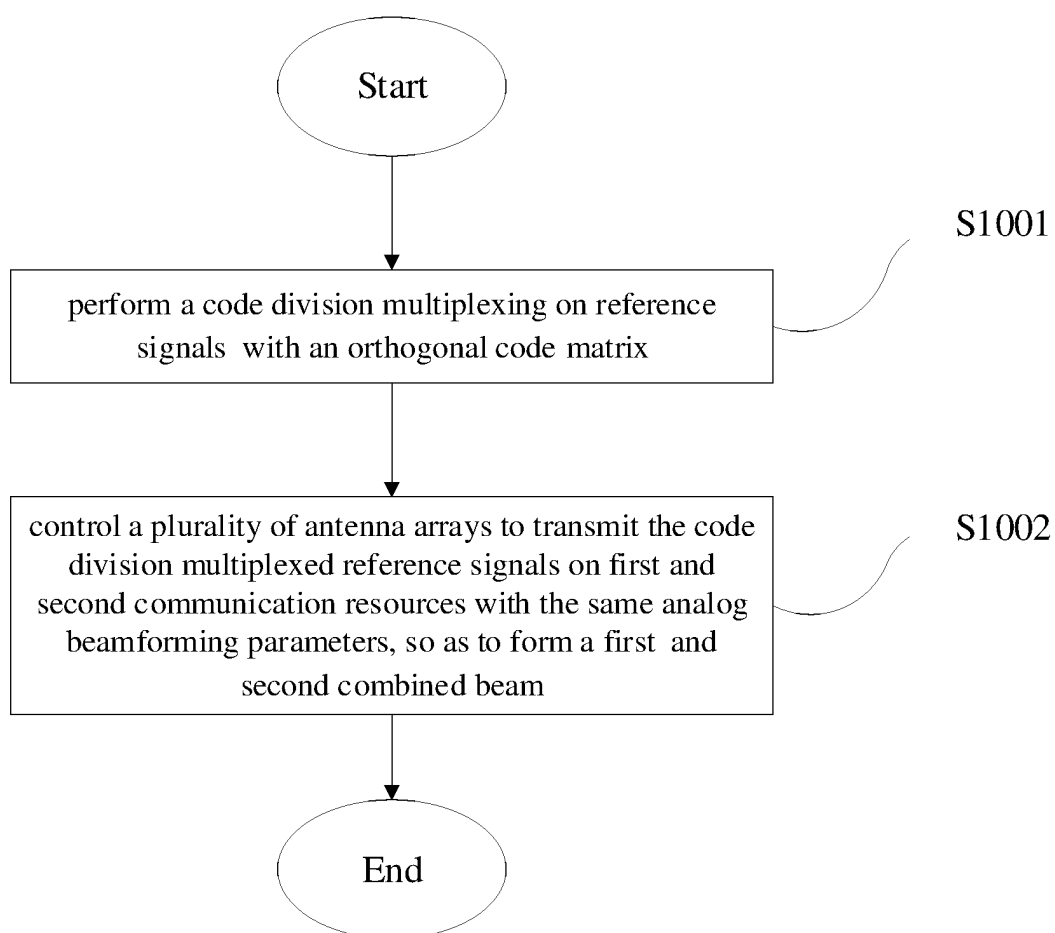 Start
S1001
perform a code division multiplexing on reference
signals with an orthogonal code matrix
S1002
control a plurality of antenna arrays to transmit the code
division multiplexed reference signals on first and
second communication resources with the same analog
beamforming parameters, so as to form a first and
second combined beam
End